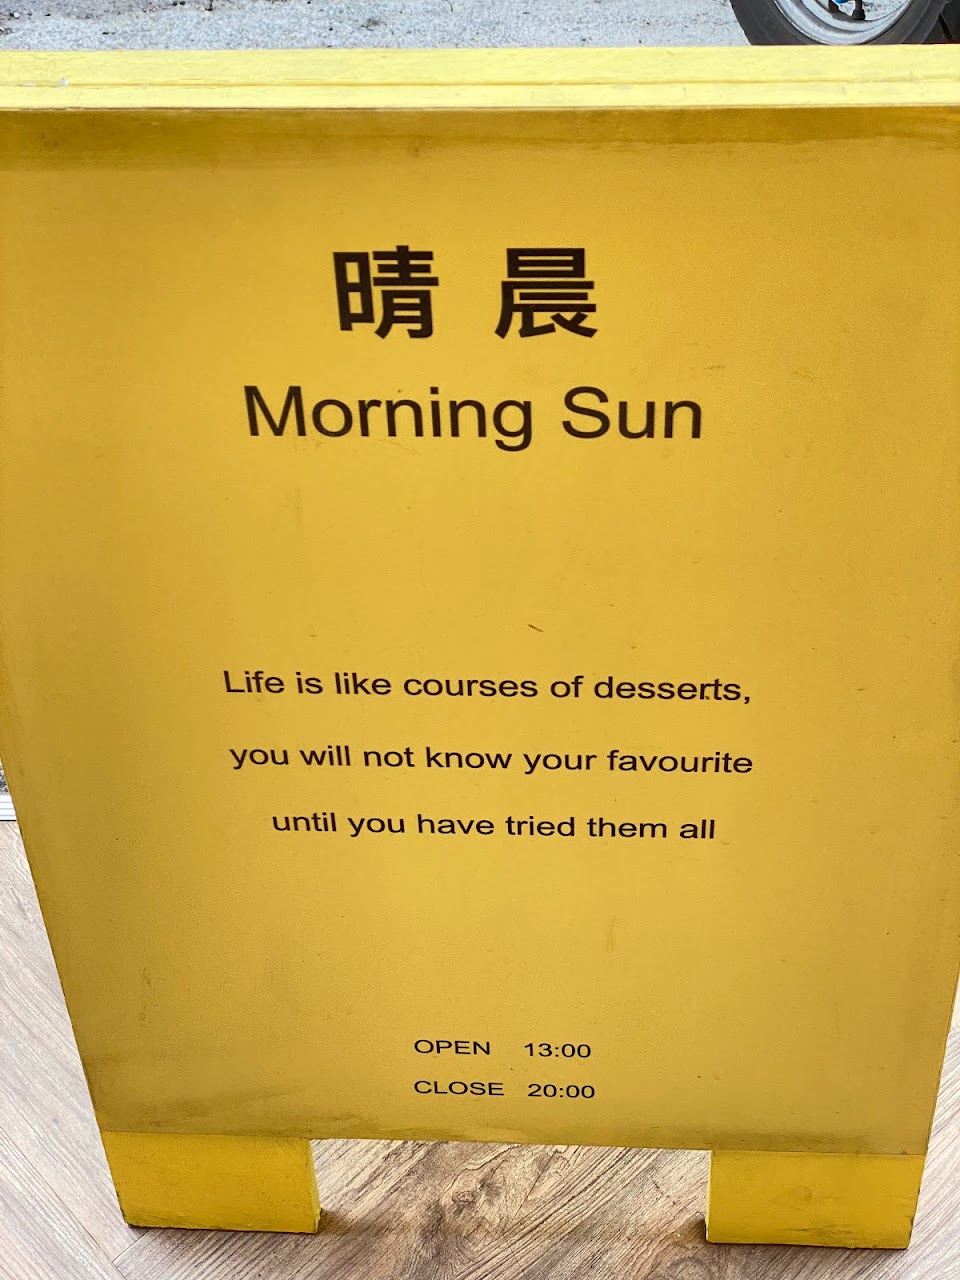 晴晨
Morning Sun
Life is like courses of desserts,
you will not know your favourite
until you have tried them all
OPEN 13:00
CLOSE 20:00